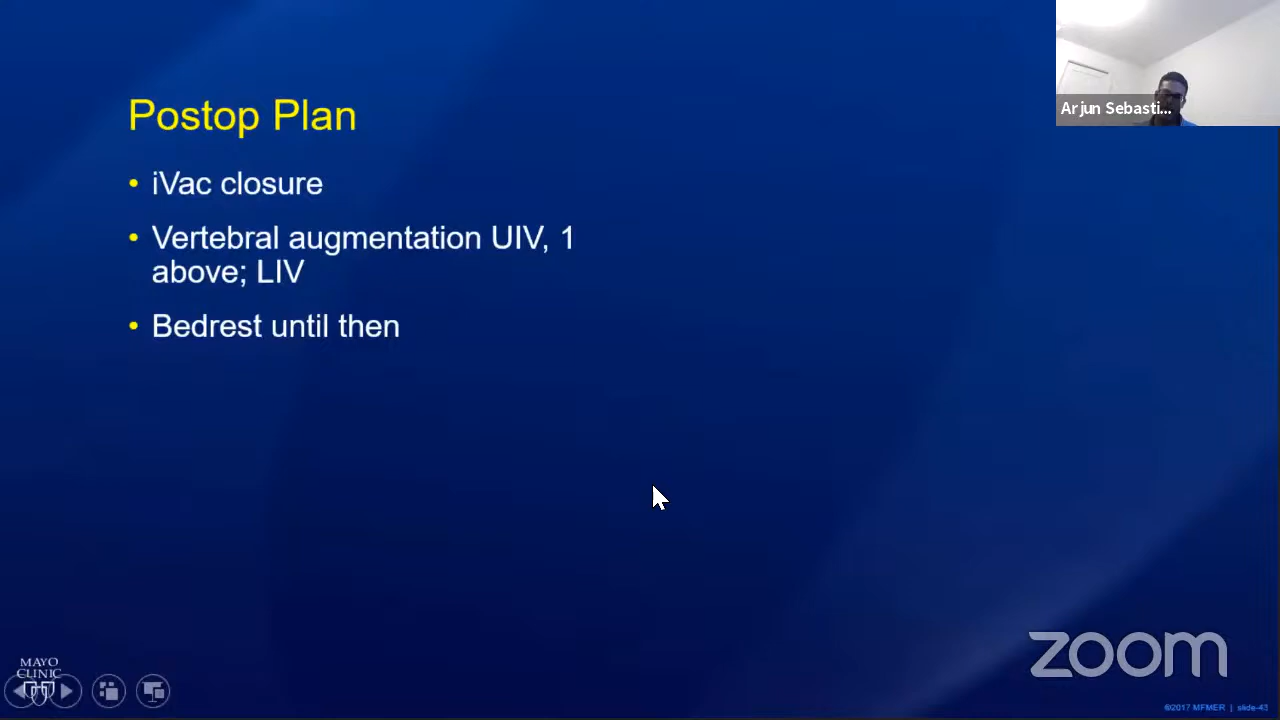 Postop Plan
Arjun Sebasti...
• iVac closure
• Vertebral augmentation UIV, 1
above; LIV
• Bedrest until then
MAYO
CLINIC
zoom
©2017 MFMER | slide-43